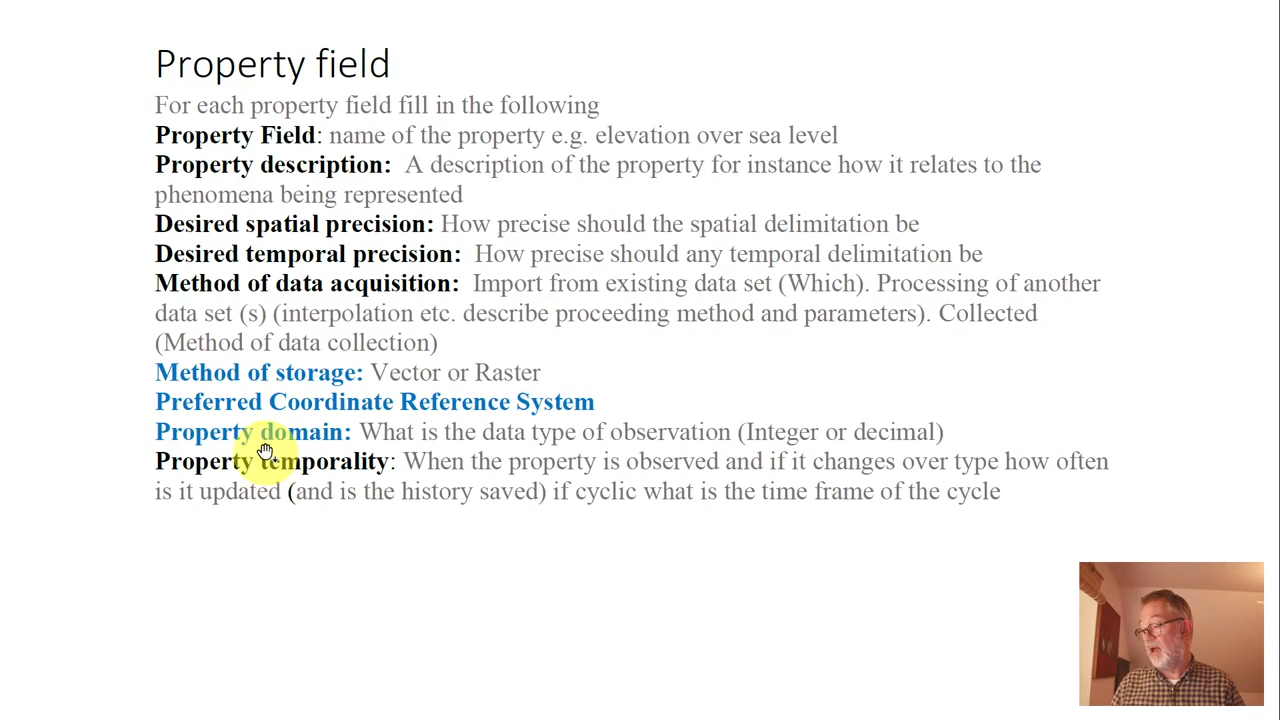 Property field
For each property field fill in the following
Property Field: name of the property e.g. elevation over sea level
Property description: A description of the property for instance how it relates to the
phenomena being represented
Desired spatial precision: How precise should the spatial delimitation be
Desired temporal precision: How precise should any temporal delimitation be
Method of data acquisition: Import from existing data set (Which). Processing of another
data set (s) (interpolation etc. describe proceeding method and parameters). Collected
(Method of data collection)
Method of storage: Vector or Raster
Preferred Coordinate Reference System
Property domain: What is the data type of observation (Integer or decimal)
Property temporality: When the property is observed and if it changes over type how often
is it updated (and is the history saved) if cyclic what is the time frame of the cycle